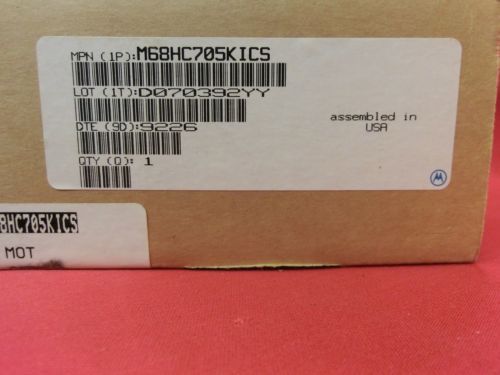 MPN (1P):M68HC705KICS
LOT (1T):D070392YY
DTE (9D):9226
QTY (Q): 1
assembled in
USA
8HC705KICS
MOT